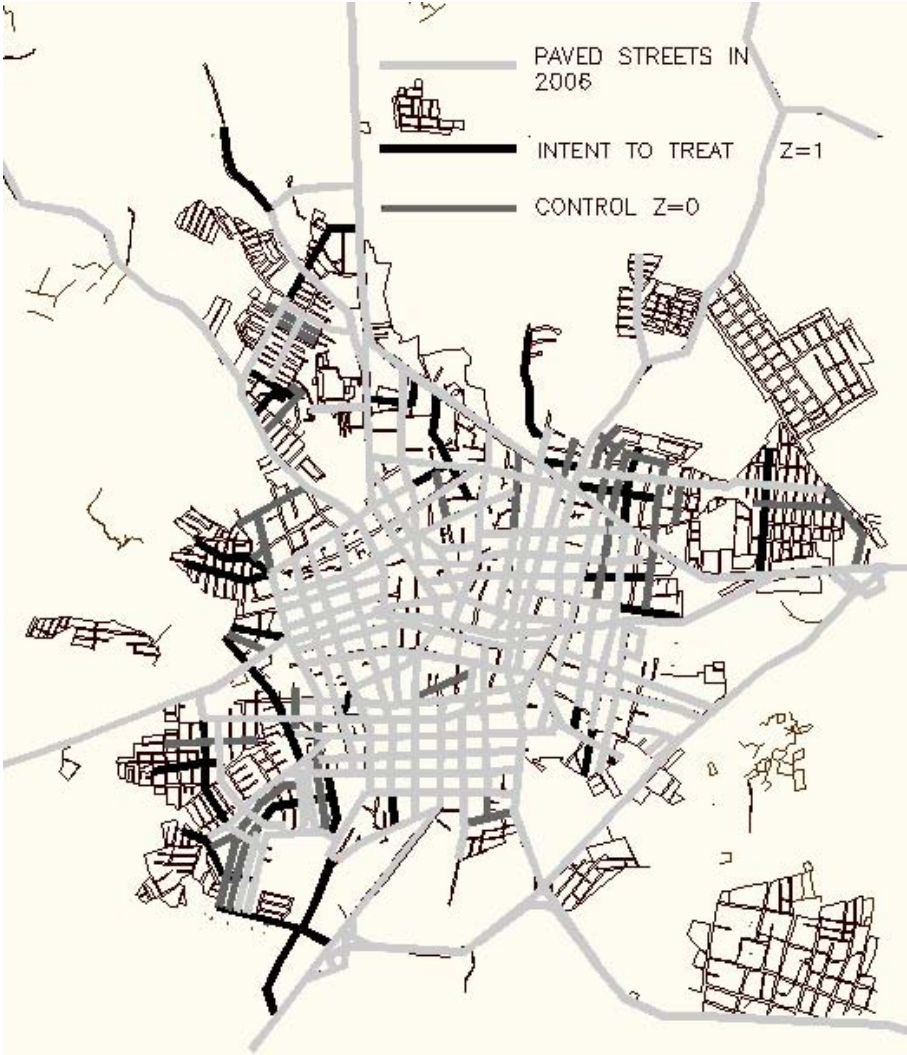 PAVED STREETS IN
2006
INTENT TO TREAT Z=1
CONTROL Z=0